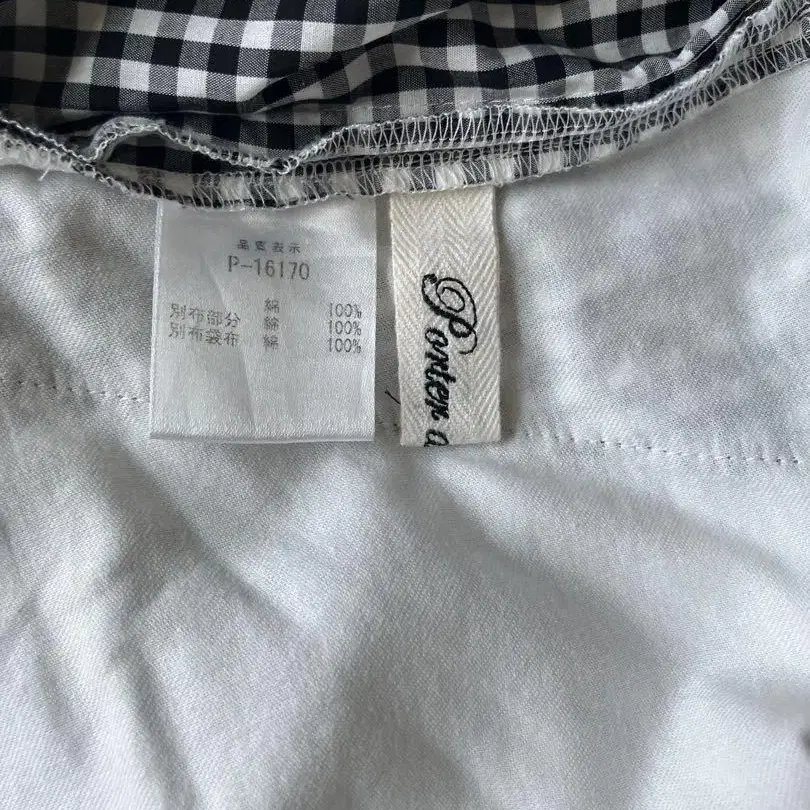 品質表示
P-16170
綿 100%
別布部分 綿 100%
別布袋布 綿 100%
Porter a